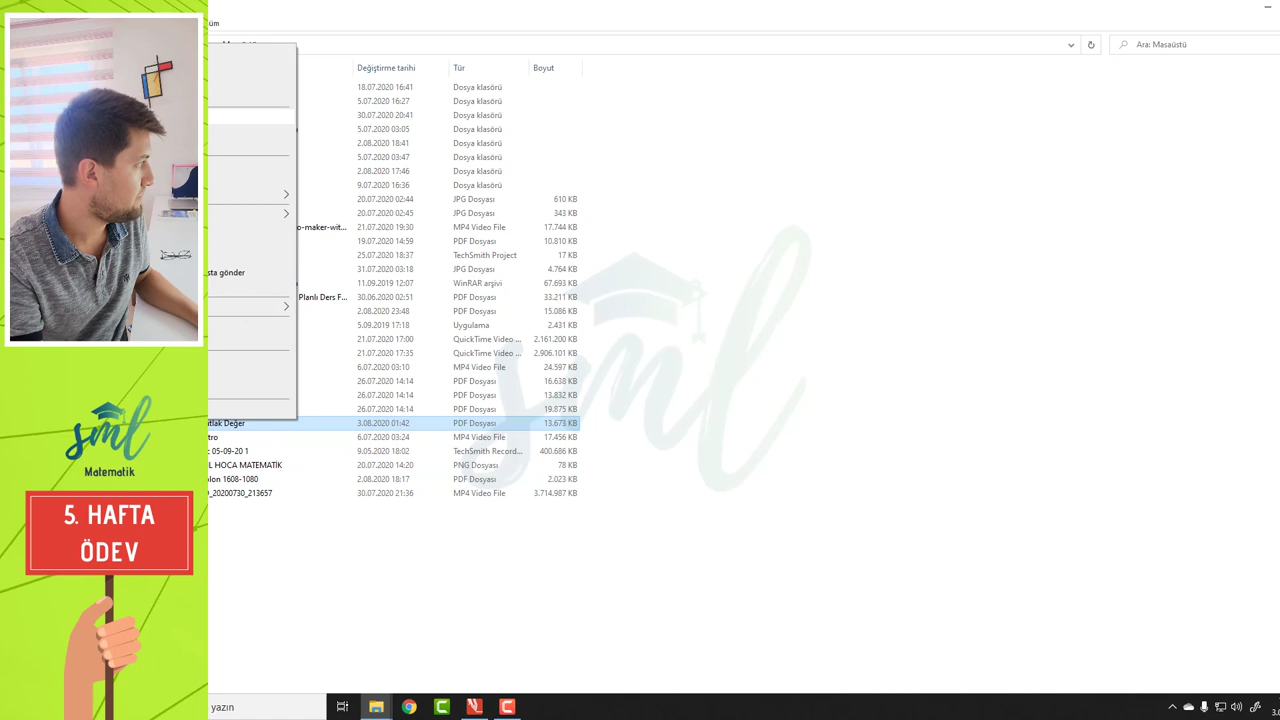 üm
Ara: Masaüstü
Değiştirme tarihi Tür Boyut
18.07.2020 16:41 Dosya klasörü
5.07.2020 16:27 Dosya klasörü
30.07.2020 20:41 Dosya klasörü
5.07.2020 03:05 Dosya klasörü
2.08.2020 18:41 Dosya klasörü
5.07.2020 03:47 Dosya klasörü
2.08.2020 17:46 Dosya klasörü
9.07.2020 16:36 Dosya klasörü
20.07.2020 02:44 JPG Dosyası 610 KB
20.07.2020 02:45 JPG Dosyası 343 KB
o-maker-wit... 21.07.2020 19:30 MP4 Video File 17.744 KB
19.07.2020 14:59 PDF Dosyası 10.810 KB
25.07.2020 18:37 TechSmith Project 17 KB
sta gönder 31.07.2020 03:18 JPG Dosyası 4.764 KB
11.09.2019 12:07 WinRAR arşivi 67.693 KB
Planlı Ders F... 30.06.2020 02:51 PDF Dosyası 33.211 KB
2.08.2020 23:48 PDF Dosyası 15.086 KB
5.09.2019 17:18 Uygulama 2.431 KB
21.07.2020 17:00 QuickTime Video ... 2.161.200 KB
21.07.2020 17:35 QuickTime Video ... 2.906.101 KB
6.07.2020 03:10 MP4 Video File 24.597 KB
26.07.2020 14:14 PDF Dosyası 16.638 KB
26.07.2020 14:14 PDF Dosyası 13.832 KB
26.07.2020 14:14 PDF Dosyası 19.875 KB
tlak Değer 3.08.2020 01:42 PDF Dosyası 13.673 KB
tro 6.07.2020 03:24 MP4 Video File 17.456 KB
: 05-09-20 1 9.05.2020 18:02 TechSmith Record... 400.686 KB
L HOCA MATEMATİK 20.07.2020 14:20 PNG Dosyası 78 KB
blon 1608-1080 2.08.2020 18:17 PDF Dosyası 2.023 KB
_20200730_213657 30.07.2020 21:36 MP4 Video File 3.714.987 KB
sml
sml
Matematik
5. HAFTA
ÖDEV
yazın